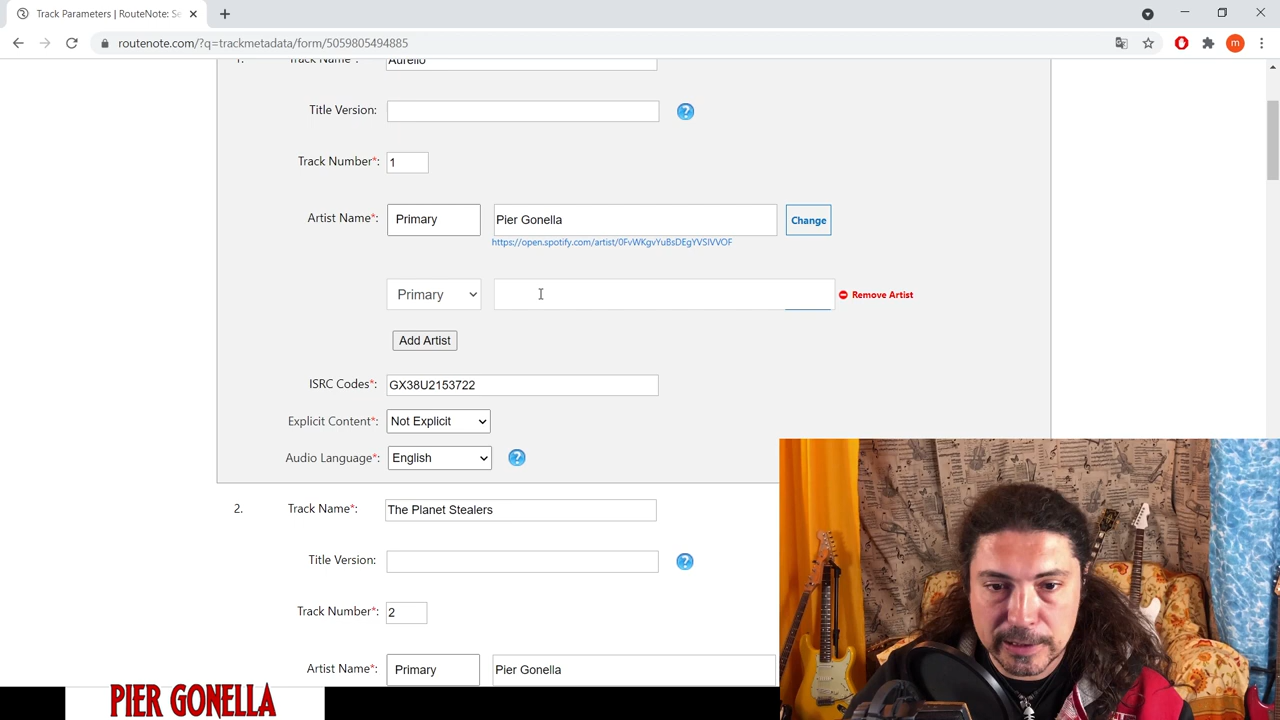 Track Parameters | RouteNote: Se
routenote.com/?q=trackmetadata/form/5059805494885
m
1. Track Name*: Aurelio
Title Version:
Track Number*: 1
Artist Name*: Primary Pier Gonella Change
https://open.spotify.com/artist/0FvWKgvYuBsDEgYVSIVVOF
Primary Remove Artist
Add Artist
ISRC Codes*: GX38U2153722
Explicit Content*: Not Explicit
Audio Language*: English
2. Track Name*: The Planet Stealers
Title Version:
Track Number*: 2
Artist Name*: Primary Pier Gonella
PIER GONELLA